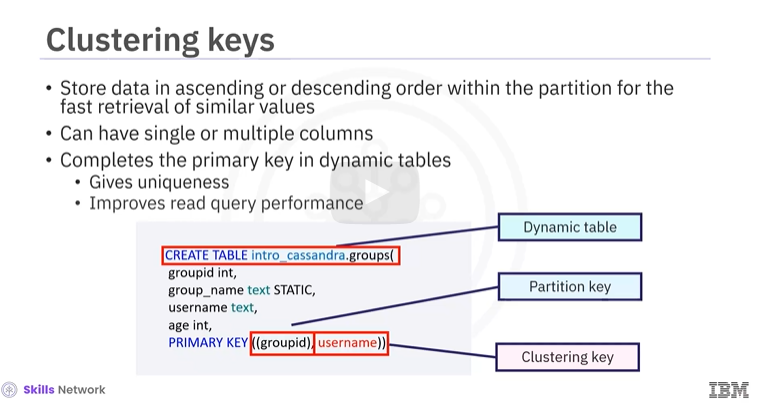 Clustering keys
• Store data in ascending or descending order within the partition for the
fast retrieval of similar values
• Can have single or multiple columns
• Completes the primary key in dynamic tables
• Gives uniqueness
• Improves read query performance
Dynamic table
CREATE TABLE intro_cassandra.groups(
groupid int,
group_name text STATIC,
Partition key
username text,
age int,
PRIMARY KEY ((groupid), username))
Clustering key
Skills Network
IBM